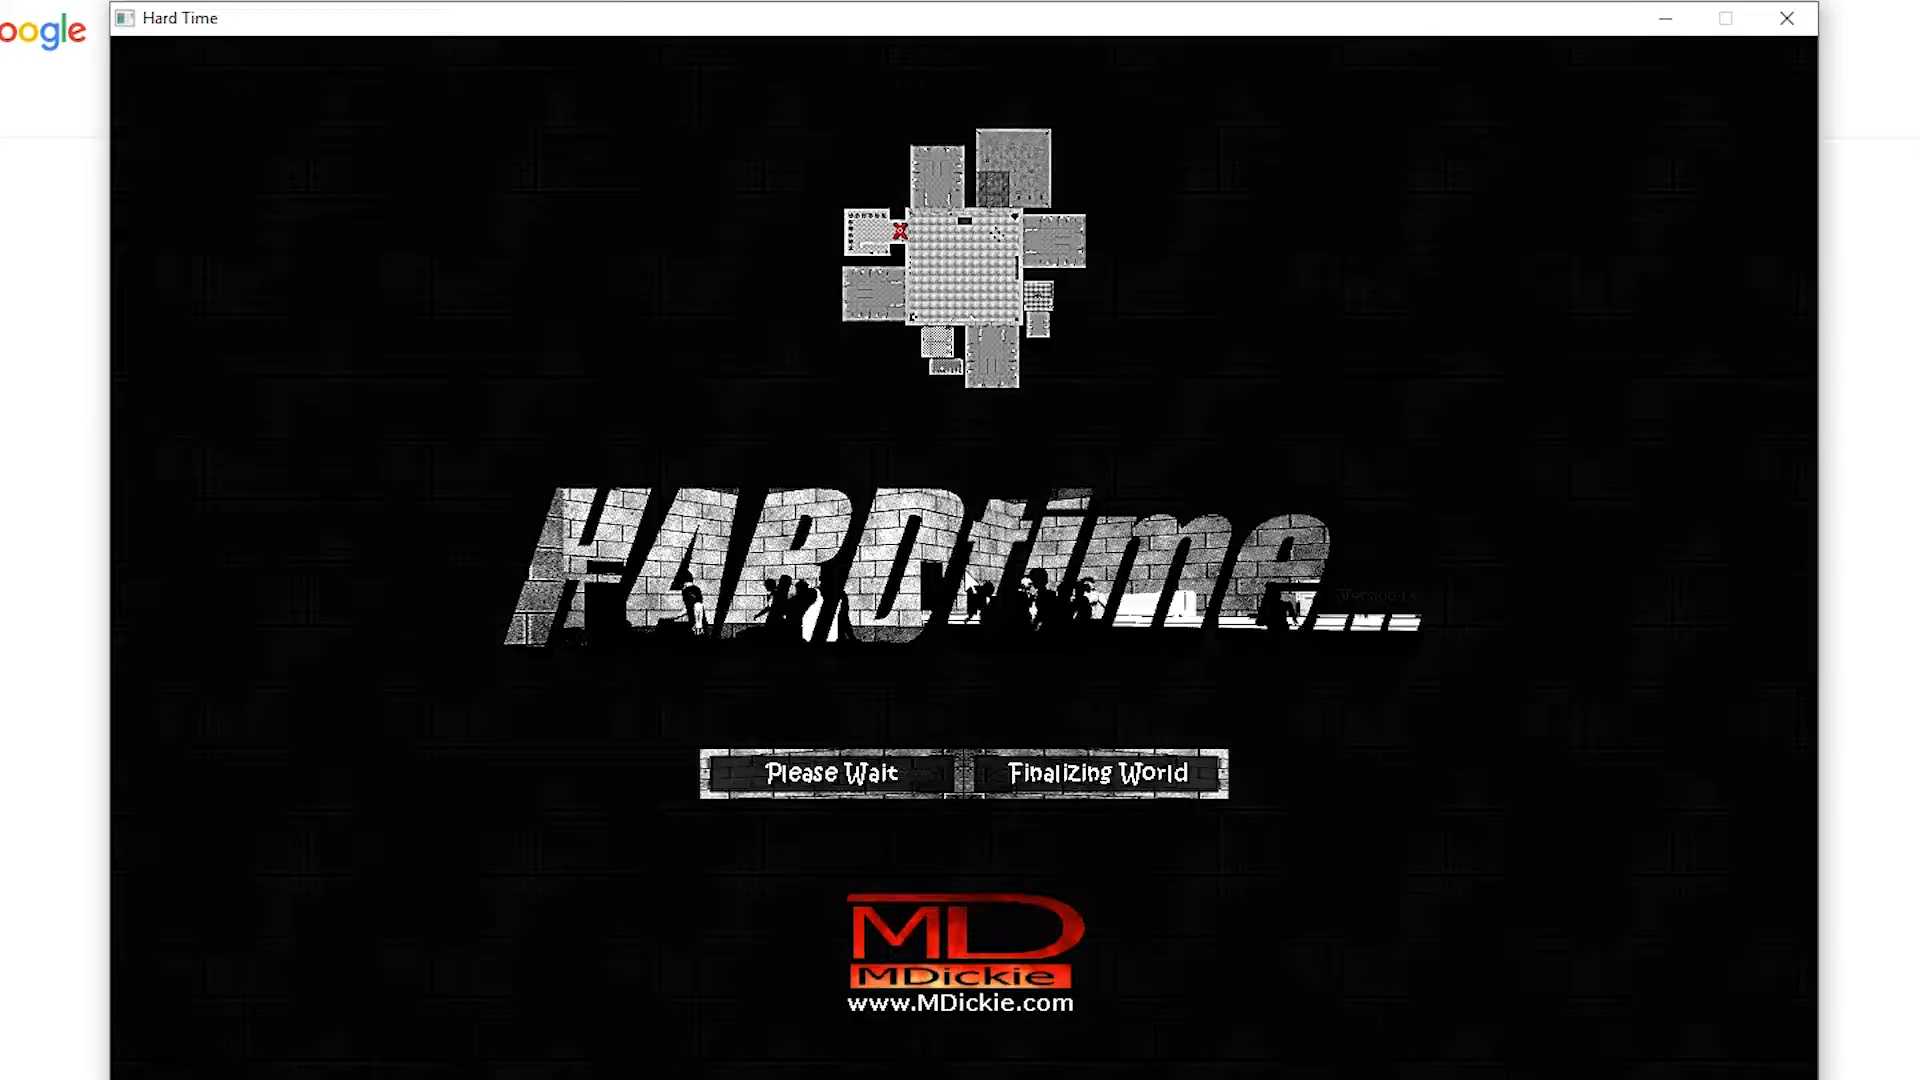 oogle
Hard Time
HARDtime...
Please Wait
Finalizing World
MD
MDickie
www.MDickie.com